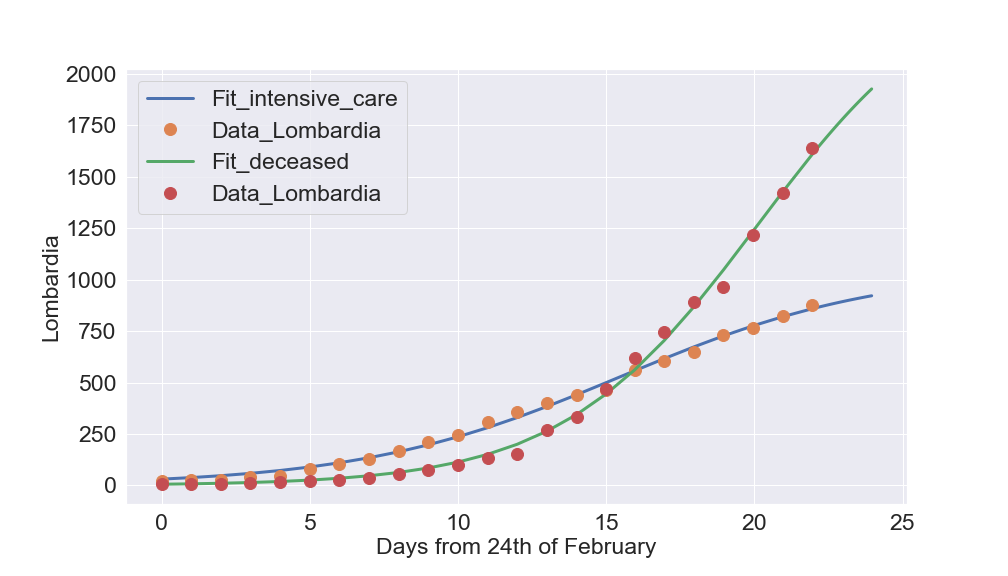 2000
1750
1500
1250
1000
750
500
250
0
Lombardia
Fit_intensive_care
Data_Lombardia
Fit_deceased
Data_Lombardia
0 5 10 15 20 25
Days from 24th of February